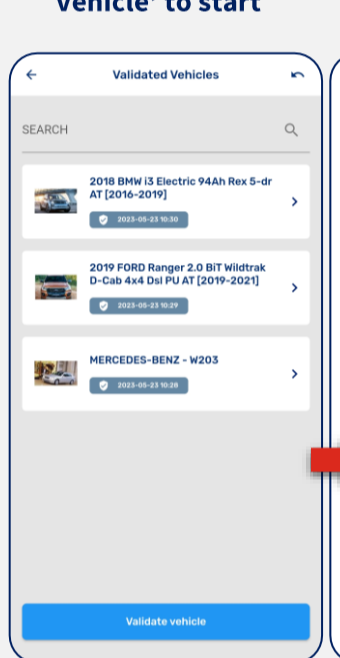 vehicle' to start
Validated Vehicles
SEARCH
2018 BMW i3 Electric 94Ah Rex 5-dr
AT [2016-2019]
2023-05-23 10:30
2019 FORD Ranger 2.0 BiT Wildtrak
D-Cab 4x4 Dsl PU AT [2019-2021]
2023-05-23 10:29
MERCEDES-BENZ - W203
2023-05-23 10:28
Validate vehicle